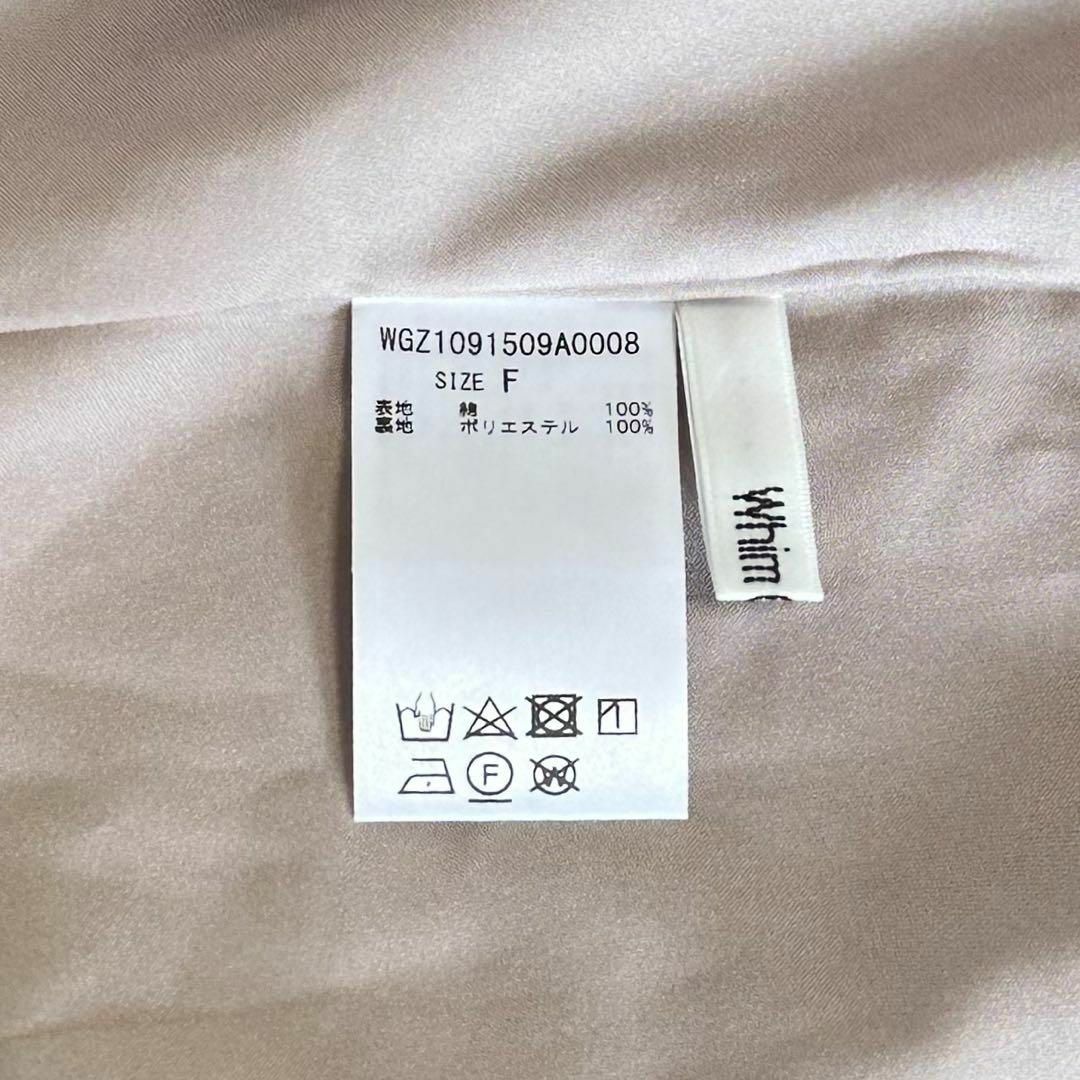 WGZ1091509A0008
SIZE F
表地 綿 100%
裏地 ポリエステル 100%
F
W
Whim